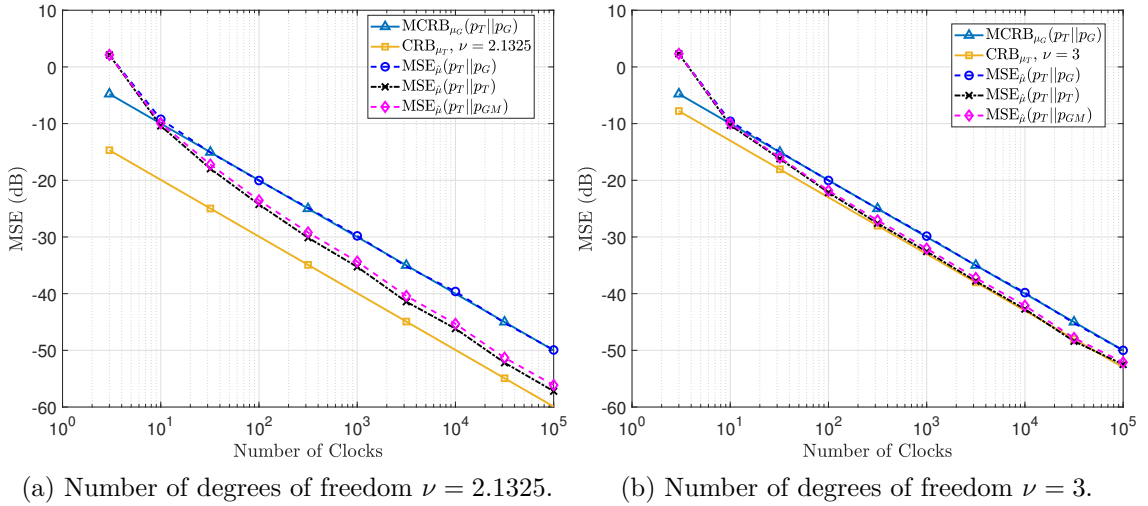 10
0
-10
-20
-30
-40
-50
-60
MSE (dB)
10^0 10^1 10^2 10^3 10^4 10^5
Number of Clocks
MCRB_{μ_G}(p_T||p_G)
CRB_{μ_T}, ν = 2.1325
MSE_{μ̂}(p_T||p_G)
MSE_{μ̂}(p_T||p_T)
MSE_{μ̂}(p_T||p_{GM})
(a) Number of degrees of freedom ν = 2.1325.
10
0
-10
-20
-30
-40
-50
-60
MSE (dB)
10^0 10^1 10^2 10^3 10^4 10^5
Number of Clocks
MCRB_{μ_G}(p_T||p_G)
CRB_{μ_T}, ν = 3
MSE_{μ̂}(p_T||p_G)
MSE_{μ̂}(p_T||p_T)
MSE_{μ̂}(p_T||p_{GM})
(b) Number of degrees of freedom ν = 3.